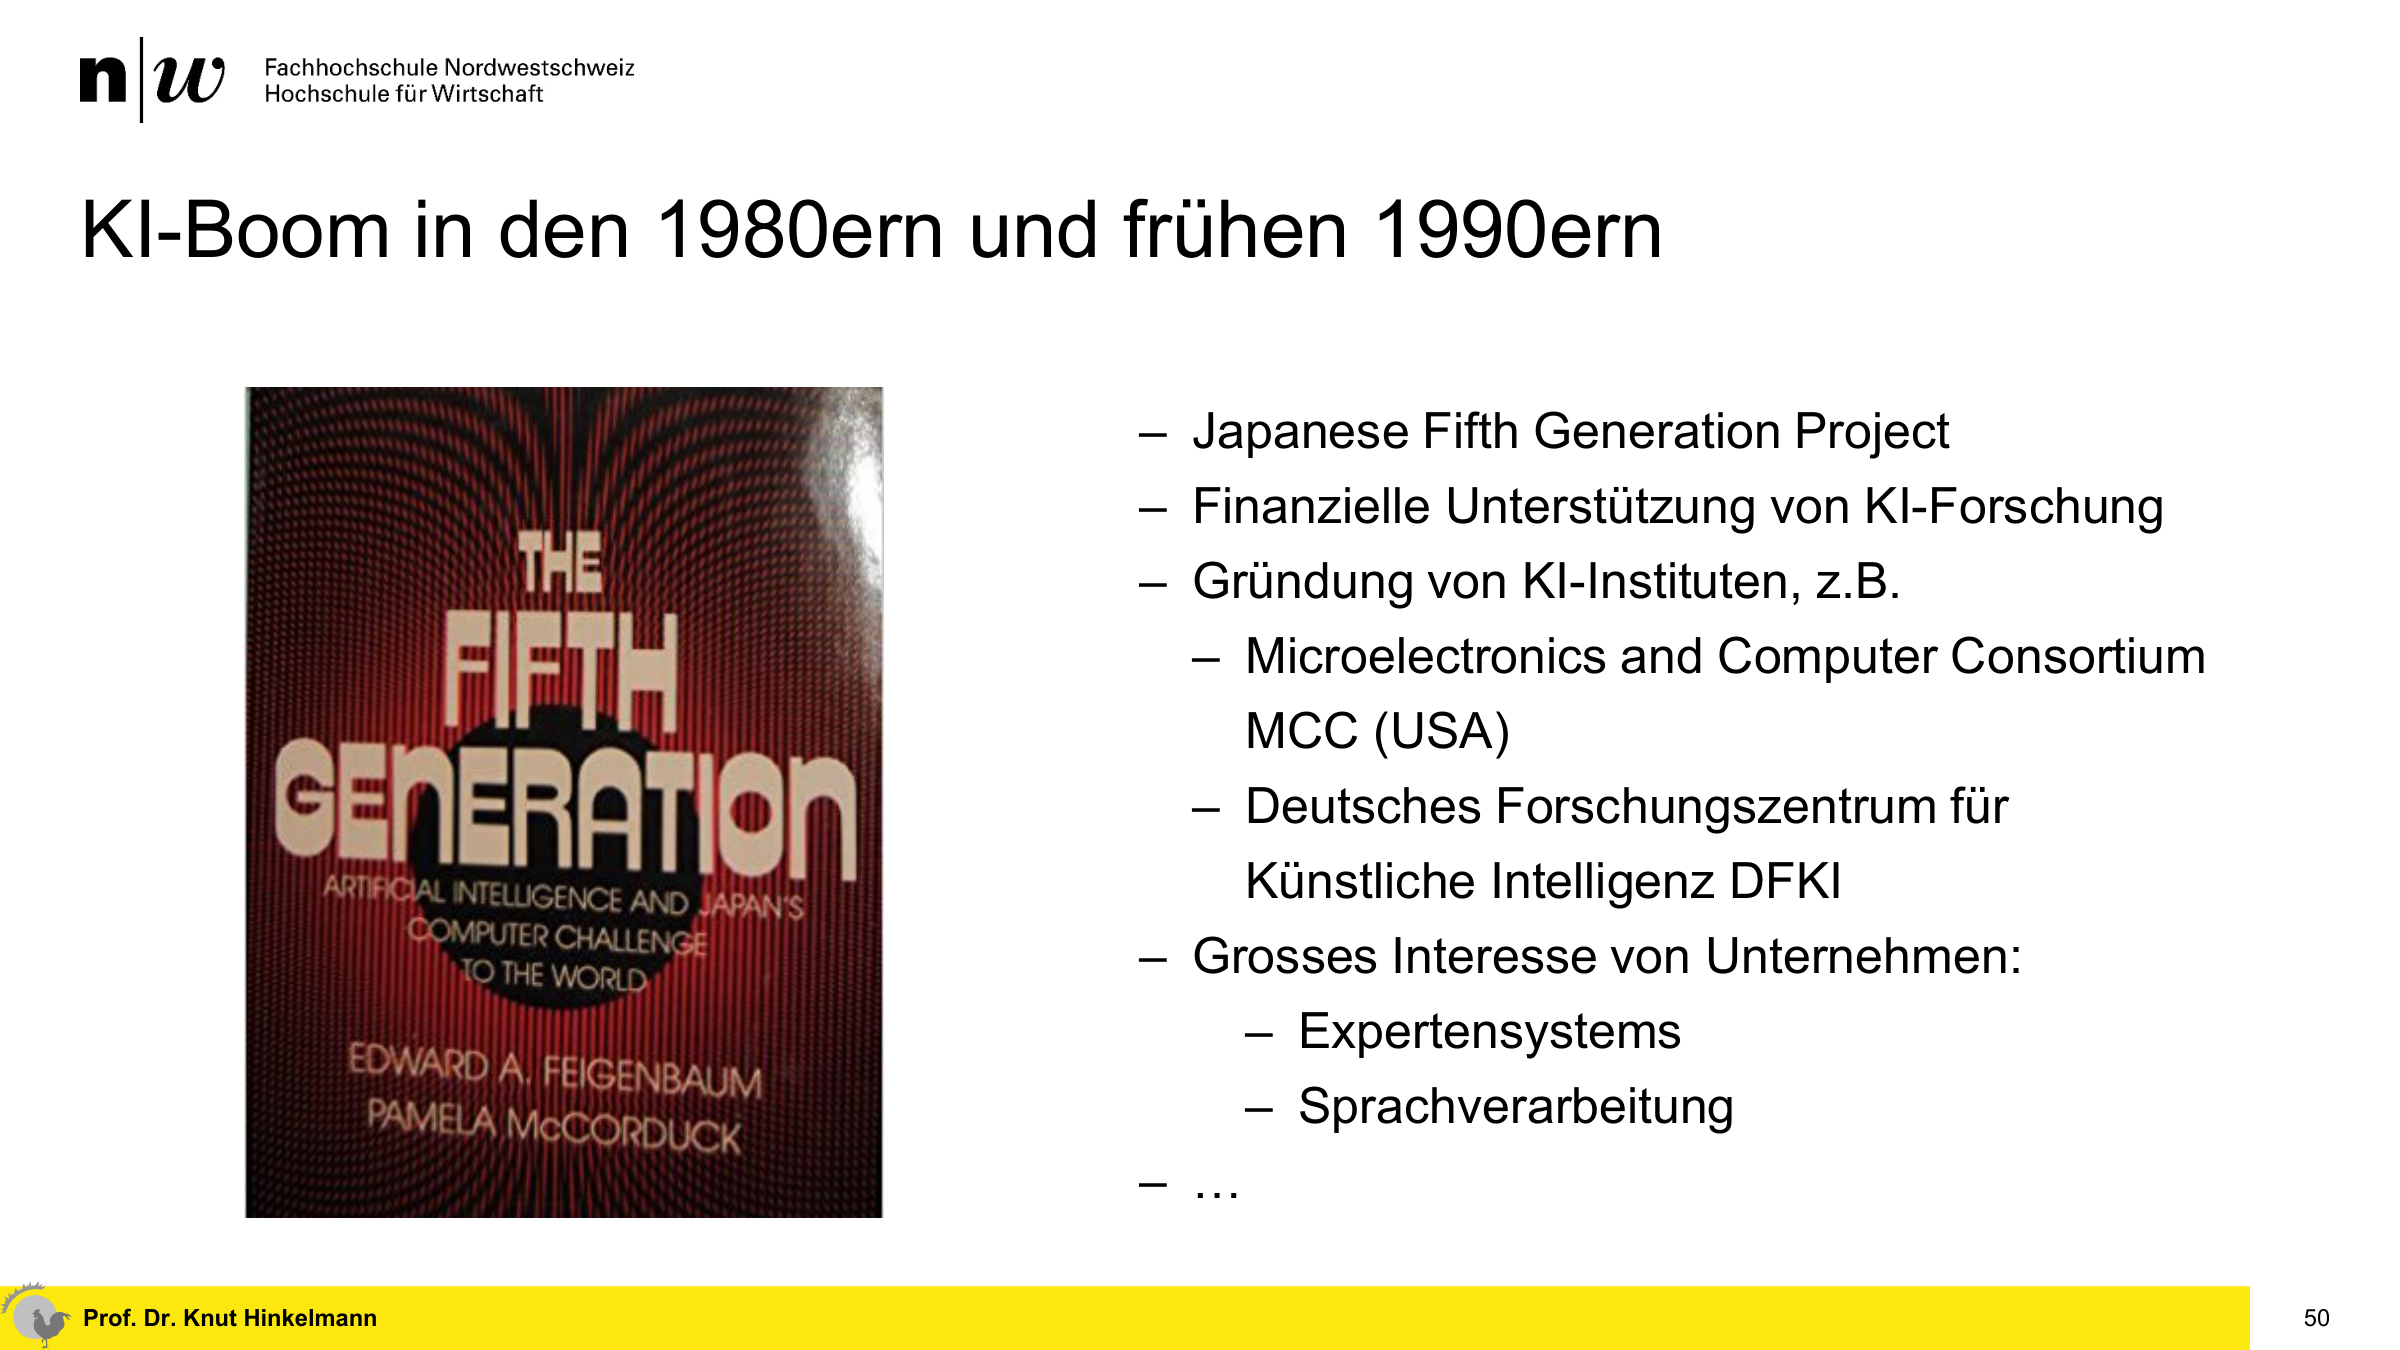 n|w Fachhochschule Nordwestschweiz
Hochschule für Wirtschaft
KI-Boom in den 1980ern und frühen 1990ern
THE
FIFTH
GENERATION
ARTIFICIAL INTELLIGENCE AND JAPAN'S
COMPUTER CHALLENGE
TO THE WORLD
EDWARD A. FEIGENBAUM
PAMELA McCORDUCK
– Japanese Fifth Generation Project
– Finanzielle Unterstützung von KI-Forschung
– Gründung von KI-Instituten, z.B.
– Microelectronics and Computer Consortium
MCC (USA)
– Deutsches Forschungszentrum für
Künstliche Intelligenz DFKI
– Grosses Interesse von Unternehmen:
– Expertensystems
– Sprachverarbeitung
– …
Prof. Dr. Knut Hinkelmann
50